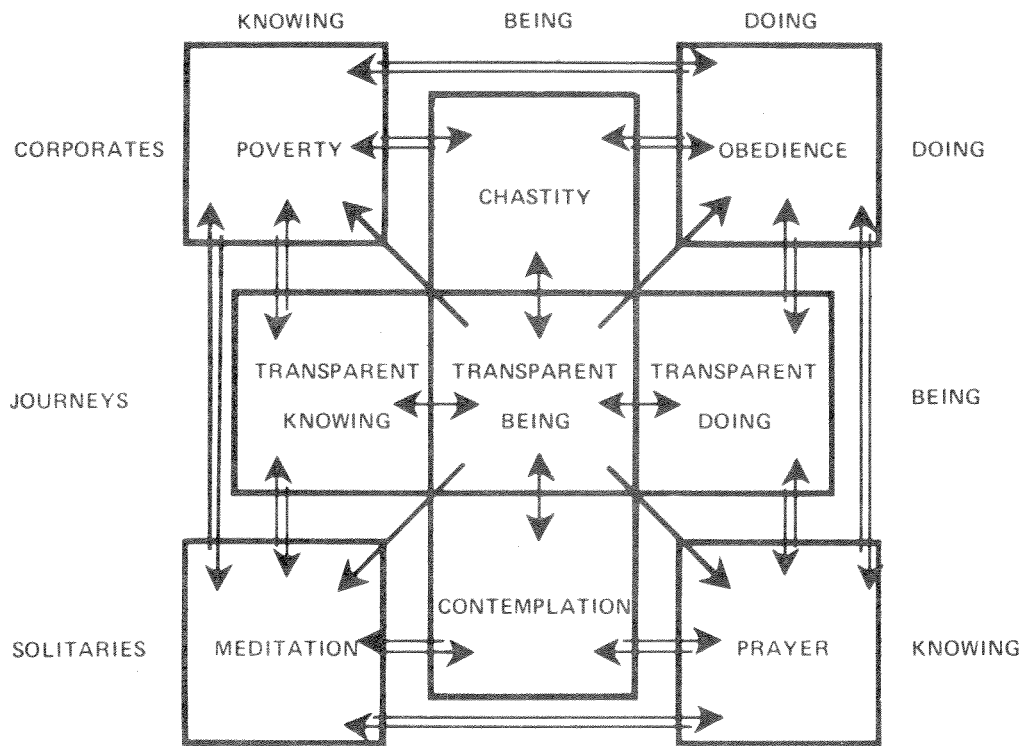 KNOWING BEING DOING
CORPORATES POVERTY OBEDIENCE DOING
CHASTITY
TRANSPARENT TRANSPARENT TRANSPARENT
JOURNEYS BEING
KNOWING BEING DOING
CONTEMPLATION
SOLITARIES MEDITATION PRAYER KNOWING